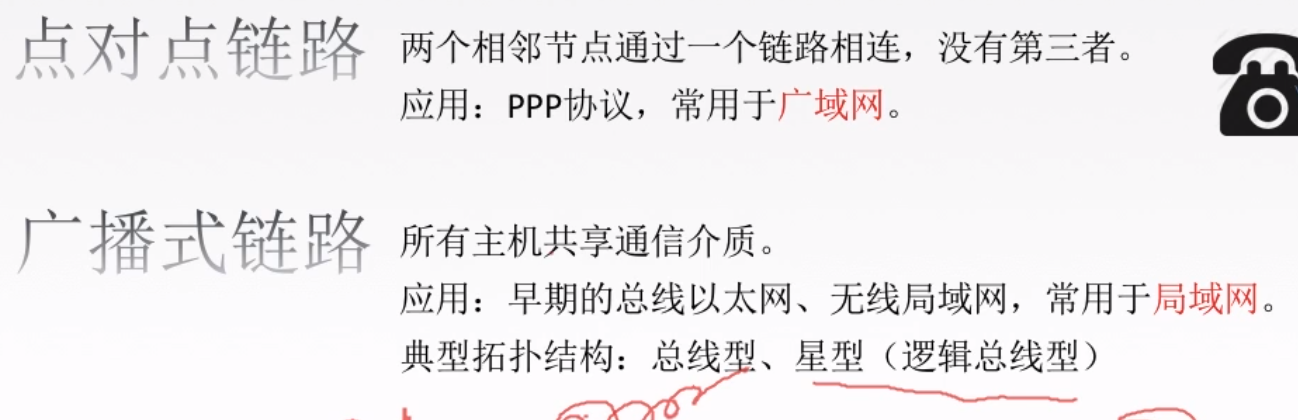 点对点链路
两个相邻节点通过一个链路相连，没有第三者。
应用：PPP协议，常用于广域网。
广播式链路
所有主机共享通信介质。
应用：早期的总线以太网、无线局域网，常用于局域网。
典型拓扑结构：总线型、星型（逻辑总线型）